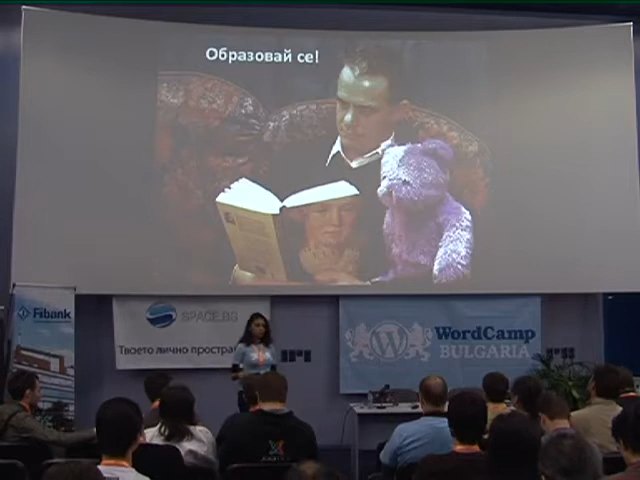 Образовай се!
Fibank
SPACE.BG
Твоето лично простра
WordCamp
BULGARIA